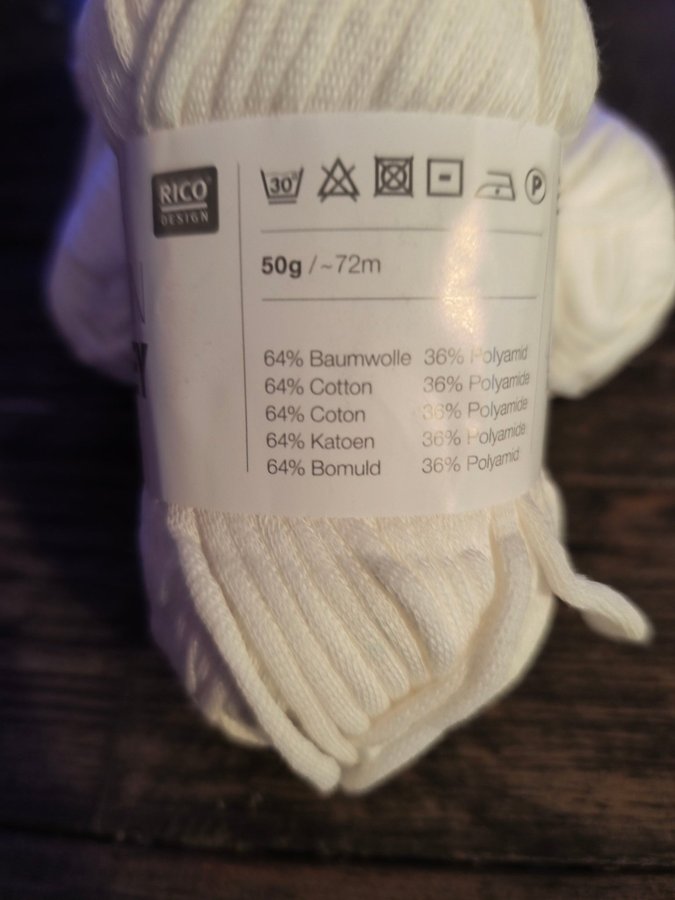 RICO
DESIGN
30°
P
50g / ~72m
64% Baumwolle 36% Polyamid
64% Cotton 36% Polyamide
64% Coton 36% Polyamide
64% Katoen 36% Polyamide
64% Bomuld 36% Polyamid